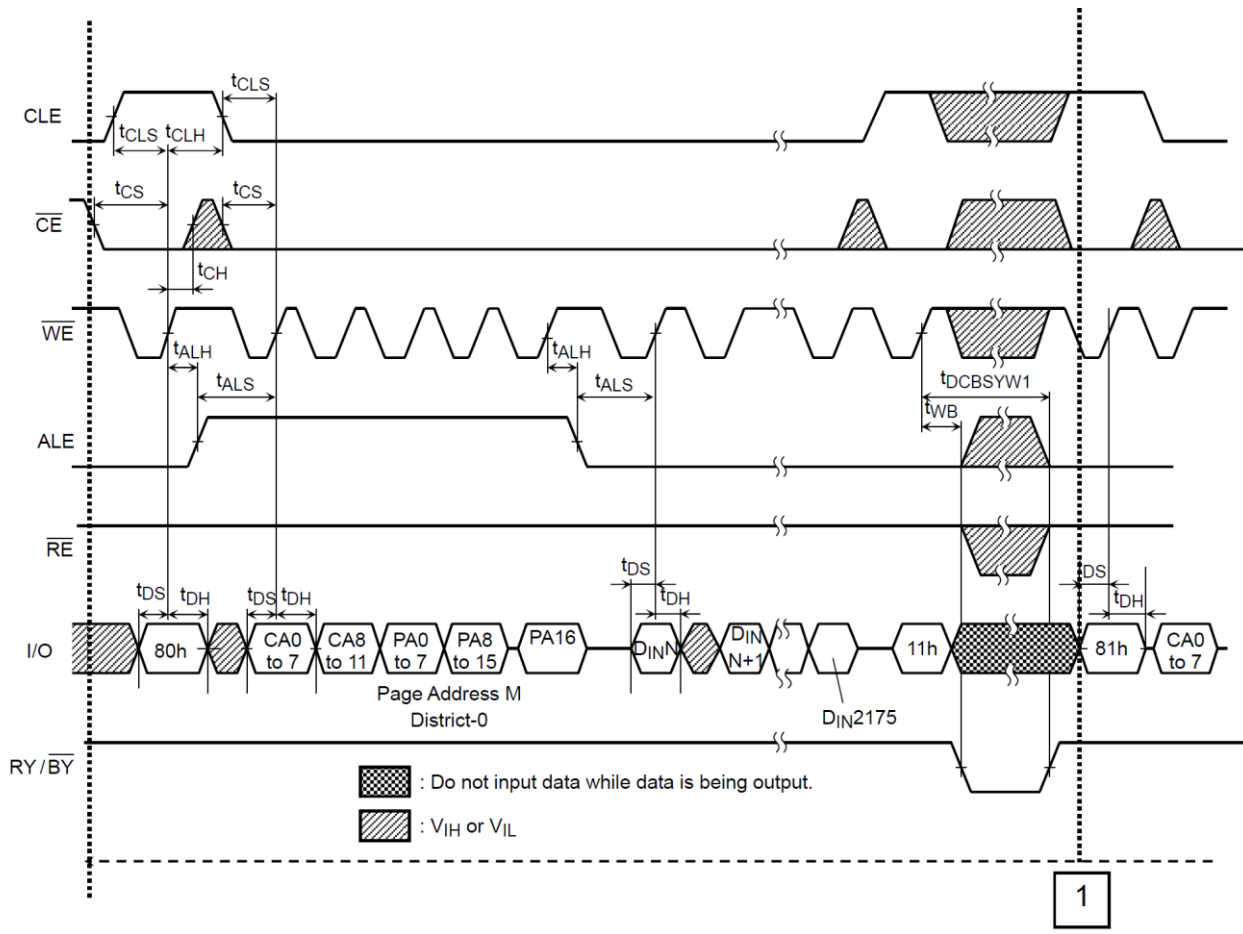 tCLS
CLE
tCLS tCLH
tCS tCS
CE
tCH
WE
tALH tALH
tALS tALS
tDCBSYW1
tWB
ALE
RE
tDS tDH tDS tDH tDS tDH DS tDH
I/O
80h
CA0 to 7
CA8 to 11
PA0 to 7
PA8 to 15
PA16
DINN
DIN N+1
11h
81h
CA0 to 7
Page Address M
District-0
DIN2175
RY/BY
: Do not input data while data is being output.
: VIH or VIL
1